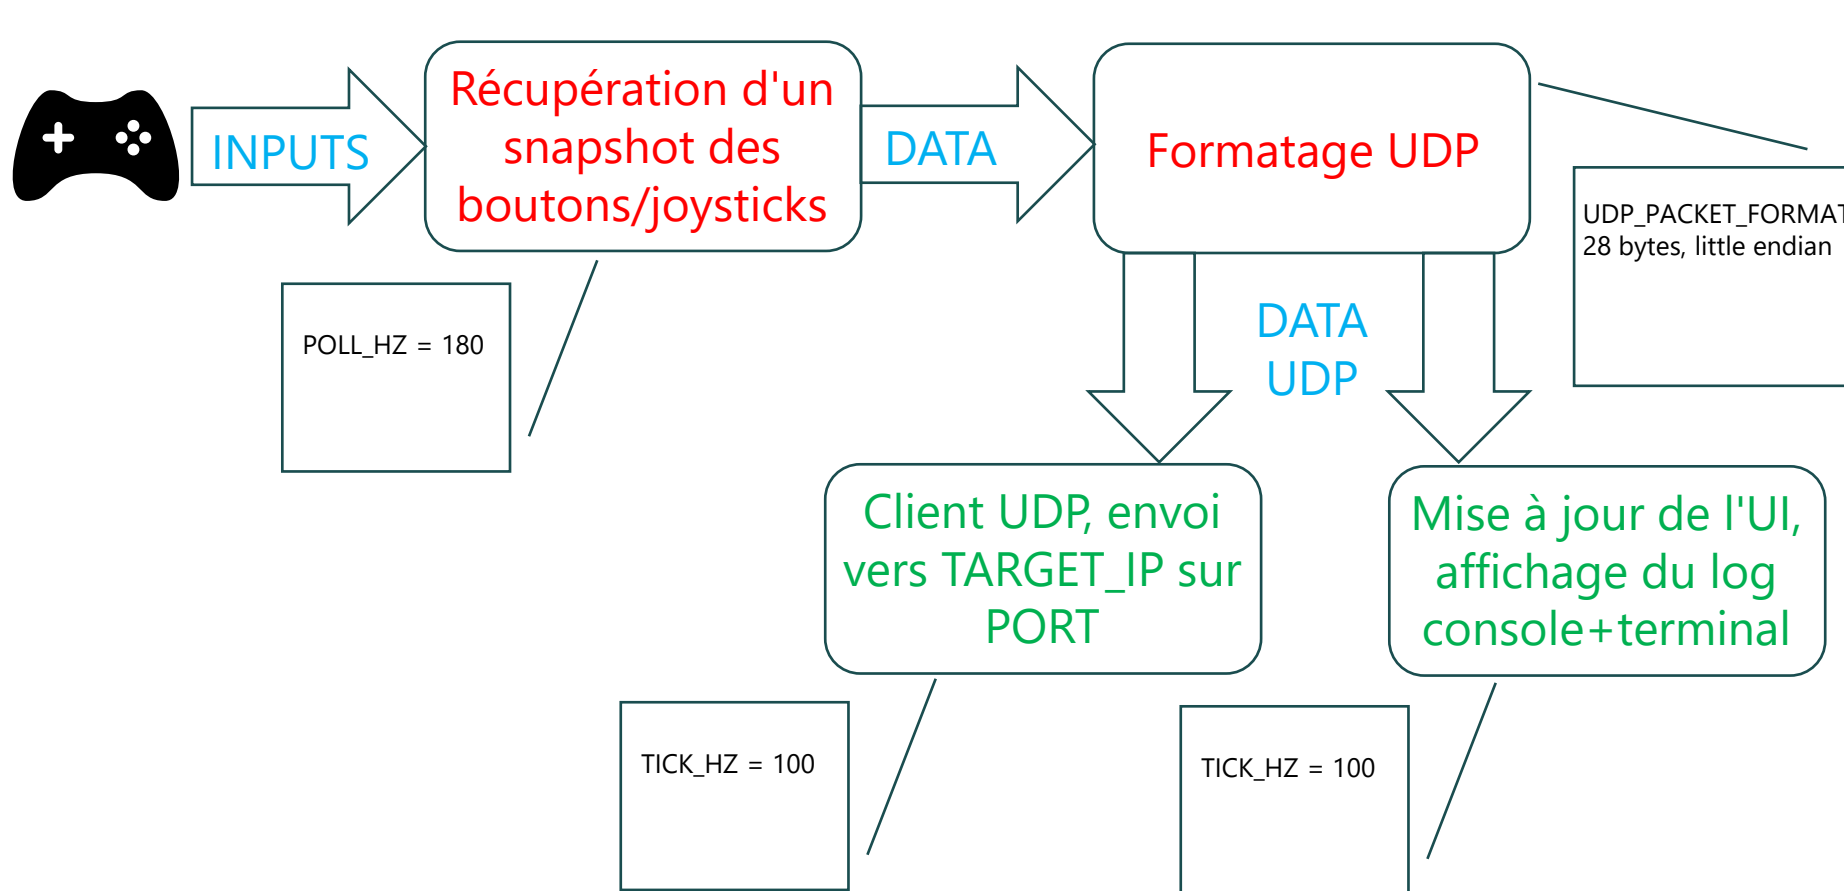 INPUTS
Récupération d'un
snapshot des
boutons/joysticks
DATA
Formatage UDP
UDP_PACKET_FORMAT
28 bytes, little endian
POLL_HZ = 180
DATA
UDP
Client UDP, envoi
vers TARGET_IP sur
PORT
Mise à jour de l'UI,
affichage du log
console+terminal
TICK_HZ = 100
TICK_HZ = 100